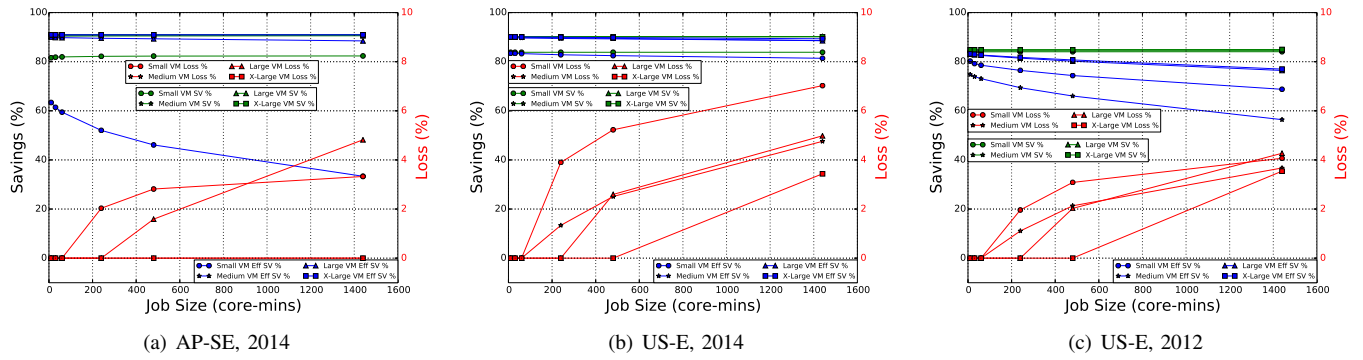 100
80
60
40
20
0
Savings (%)
10
8
6
4
2
0
Loss (%)
Small VM Loss %
Medium VM Loss %
Large VM Loss %
X-Large VM Loss %
Small VM SV %
Medium VM SV %
Large VM SV %
X-Large VM SV %
Small VM Eff SV %
Medium VM Eff SV %
Large VM Eff SV %
X-Large VM Eff SV %
0 200 400 600 800 1000 1200 1400 1600
Job Size (core-mins)
(a) AP-SE, 2014
100
80
60
40
20
0
Savings (%)
10
8
6
4
2
0
Loss (%)
Small VM Loss %
Medium VM Loss %
Large VM Loss %
X-Large VM Loss %
Small VM SV %
Medium VM SV %
Large VM SV %
X-Large VM SV %
Small VM Eff SV %
Medium VM Eff SV %
Large VM Eff SV %
X-Large VM Eff SV %
0 200 400 600 800 1000 1200 1400 1600
Job Size (core-mins)
(b) US-E, 2014
100
80
60
40
20
0
Savings (%)
10
8
6
4
2
0
Loss (%)
Small VM Loss %
Medium VM Loss %
Large VM Loss %
X-Large VM Loss %
Small VM SV %
Medium VM SV %
Large VM SV %
X-Large VM SV %
Small VM Eff SV %
Medium VM Eff SV %
Large VM Eff SV %
X-Large VM Eff SV %
0 200 400 600 800 1000 1200 1400 1600
Job Size (core-mins)
(c) US-E, 2012